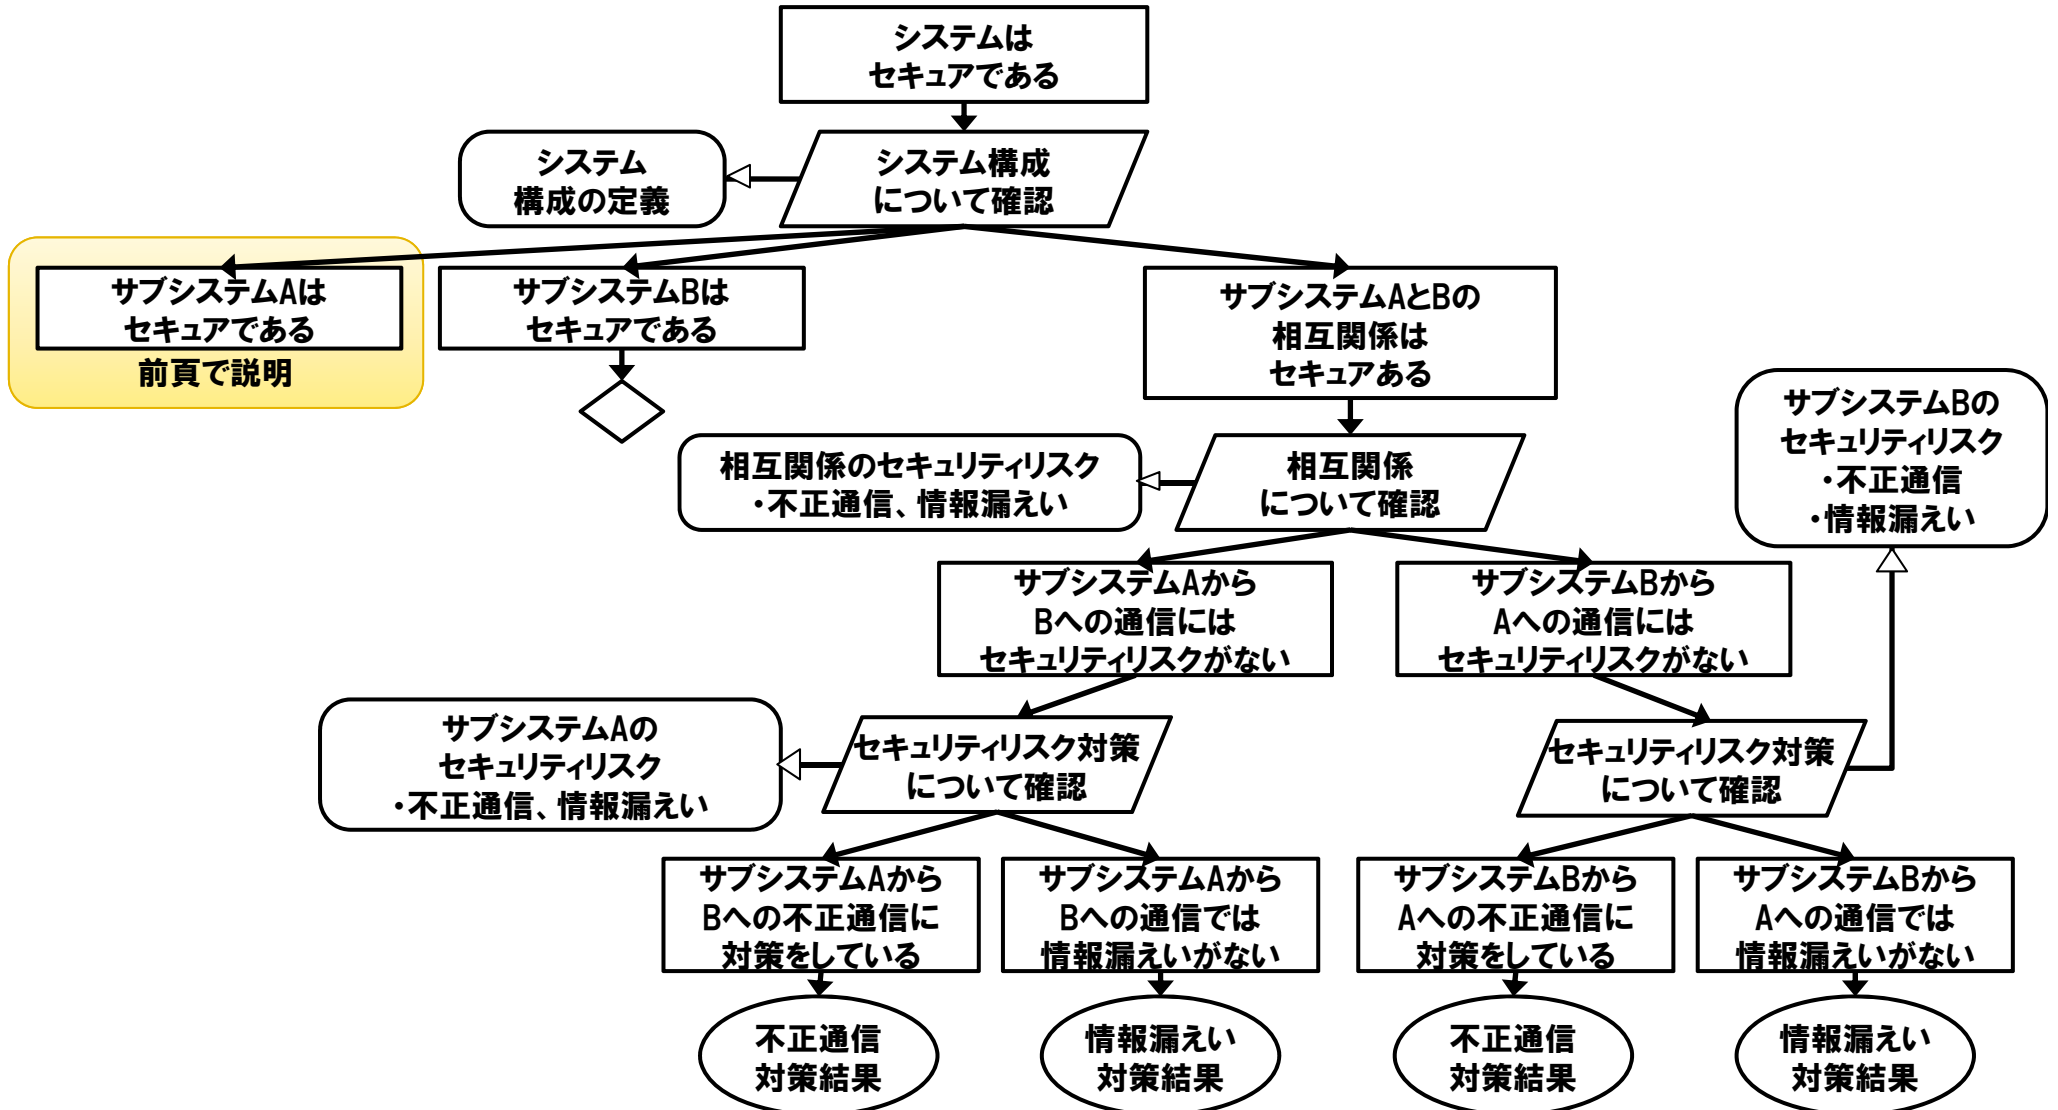 システムは
セキュアである
システム
構成の定義
システム構成
について確認
サブシステムAは
セキュアである
前頁で説明
サブシステムBは
セキュアである
サブシステムAとBの
相互関係は
セキュアある
サブシステムBの
セキュリティリスク
・不正通信
・情報漏えい
相互関係のセキュリティリスク
・不正通信、情報漏えい
相互関係
について確認
サブシステムAから
Bへの通信には
セキュリティリスクがない
サブシステムBから
Aへの通信には
セキュリティリスクがない
サブシステムAの
セキュリティリスク
・不正通信、情報漏えい
セキュリティリスク対策
について確認
セキュリティリスク対策
について確認
サブシステムAから
Bへの不正通信に
対策をしている
サブシステムAから
Bへの通信では
情報漏えいがない
サブシステムBから
Aへの不正通信に
対策をしている
サブシステムBから
Aへの通信では
情報漏えいがない
不正通信
対策結果
情報漏えい
対策結果
不正通信
対策結果
情報漏えい
対策結果